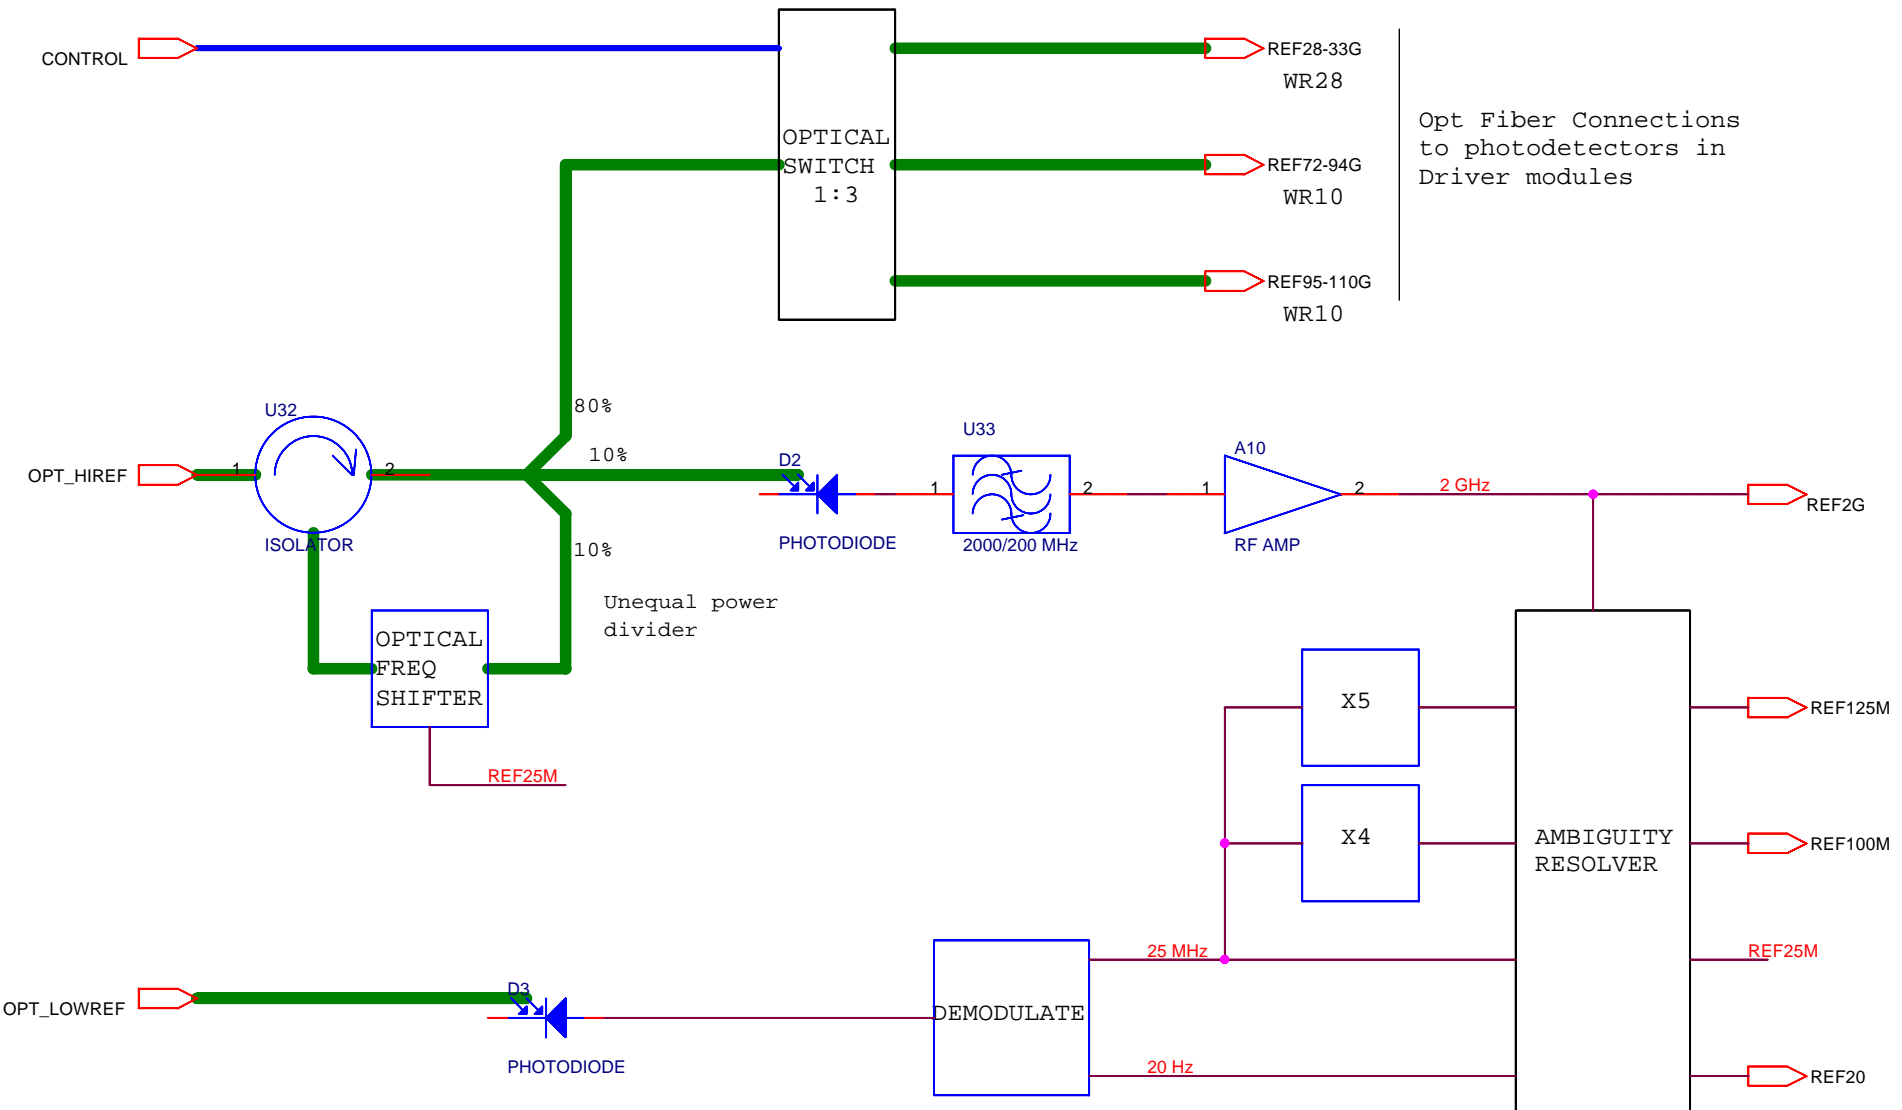 CONTROL
REF28-33G
WR28
OPTICAL
SWITCH
1:3
REF72-94G
WR10
REF95-110G
WR10
Opt Fiber Connections
to photodetectors in
Driver modules
80%
10%
10%
Unequal power
divider
OPT_HIREF
U32
1
2
ISOLATOR
OPTICAL
FREQ
SHIFTER
REF25M
D2
PHOTODIODE
U33
1
2
2000/200 MHz
A10
1
2
RF AMP
2 GHz
REF2G
X5
X4
AMBIGUITY
RESOLVER
REF125M
REF100M
REF25M
REF20
OPT_LOWREF
D3
PHOTODIODE
DEMODULATE
25 MHz
20 Hz